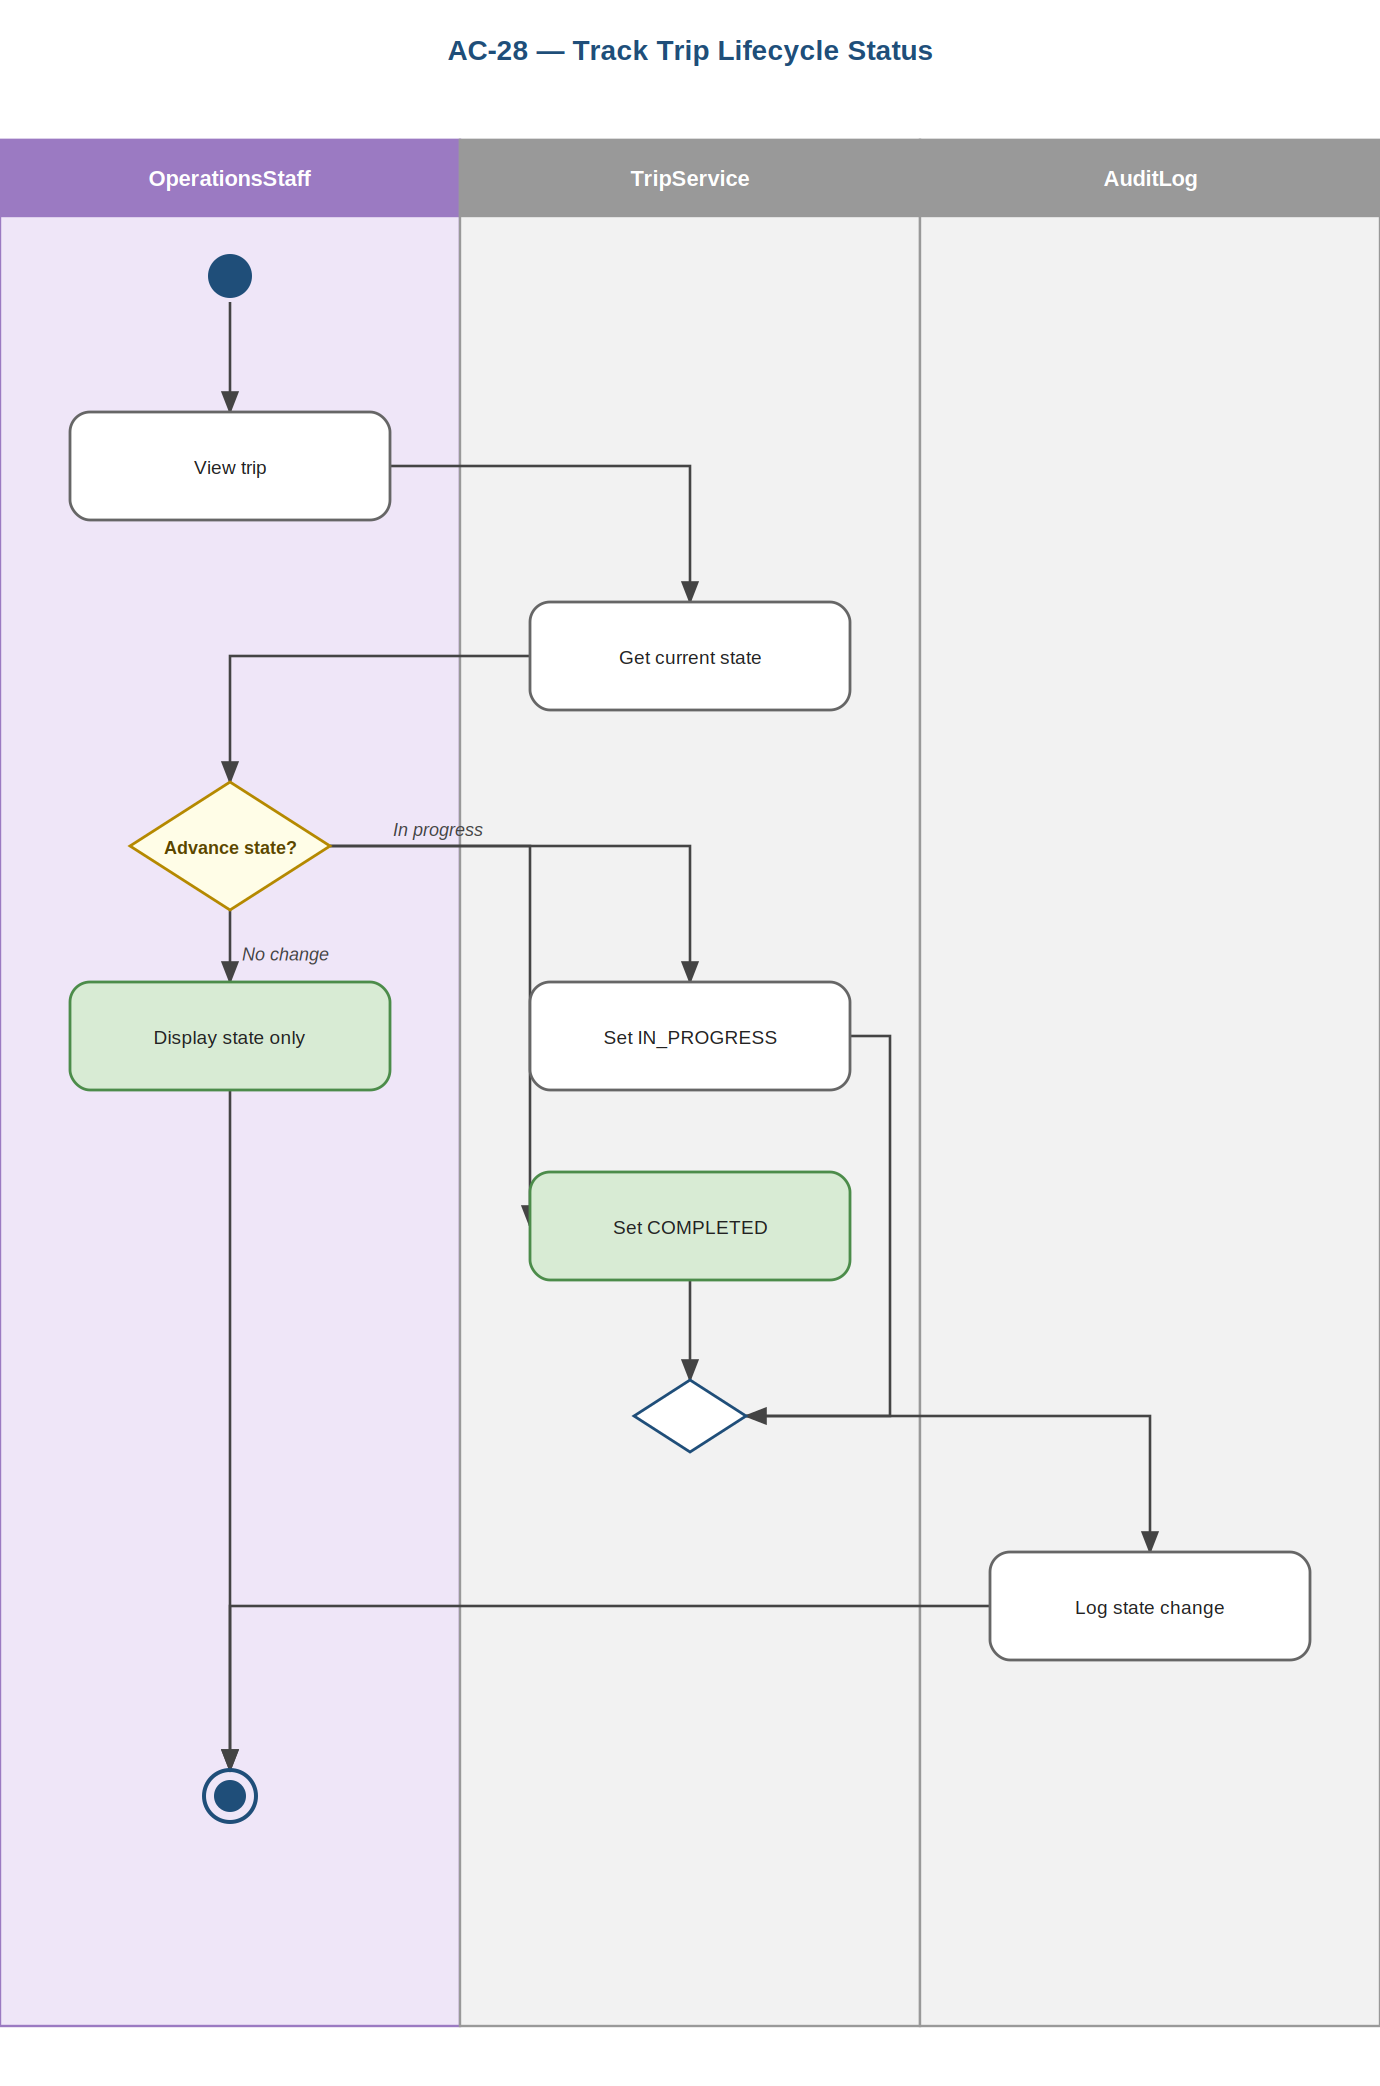 AC-28 — Track Trip Lifecycle Status
OperationsStaff
TripService
AuditLog
View trip
Get current state
In progress
Advance state?
No change
Display state only
Set IN_PROGRESS
Set COMPLETED
Log state change